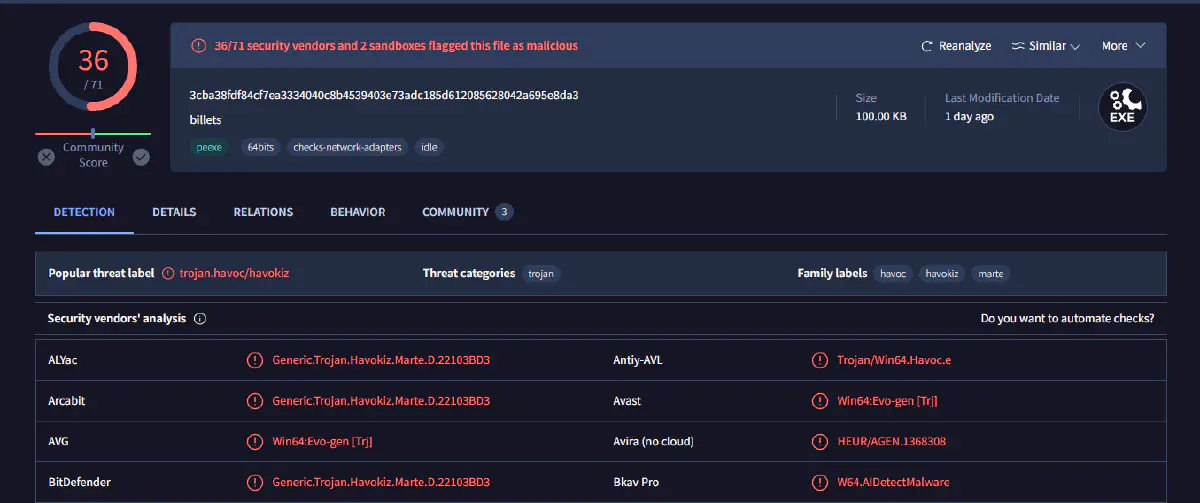 36
/ 71
Community
Score
36/71 security vendors and 2 sandboxes flagged this file as malicious
Reanalyze
Similar
More
3cba38fdf84cf7ea3334040c8b4539403e73adc185d612085628042a695e8da3
billets
peexe
64bits
checks-network-adapters
idle
Size
100.00 KB
Last Modification Date
1 day ago
EXE
DETECTION
DETAILS
RELATIONS
BEHAVIOR
COMMUNITY 3
Popular threat label trojan.havoc/havokiz
Threat categories trojan
Family labels havoc havokiz marte
Security vendors' analysis
Do you want to automate checks?
ALYac Generic.Trojan.Havokiz.Marte.D.22103BD3
Antiy-AVL Trojan/Win64.Havoc.e
Arcabit Generic.Trojan.Havokiz.Marte.D.22103BD3
Avast Win64:Evo-gen [Trj]
AVG Win64:Evo-gen [Trj]
Avira (no cloud) HEUR/AGEN.1368308
BitDefender Generic.Trojan.Havokiz.Marte.D.22103BD3
Bkav Pro W64.AIDetectMalware